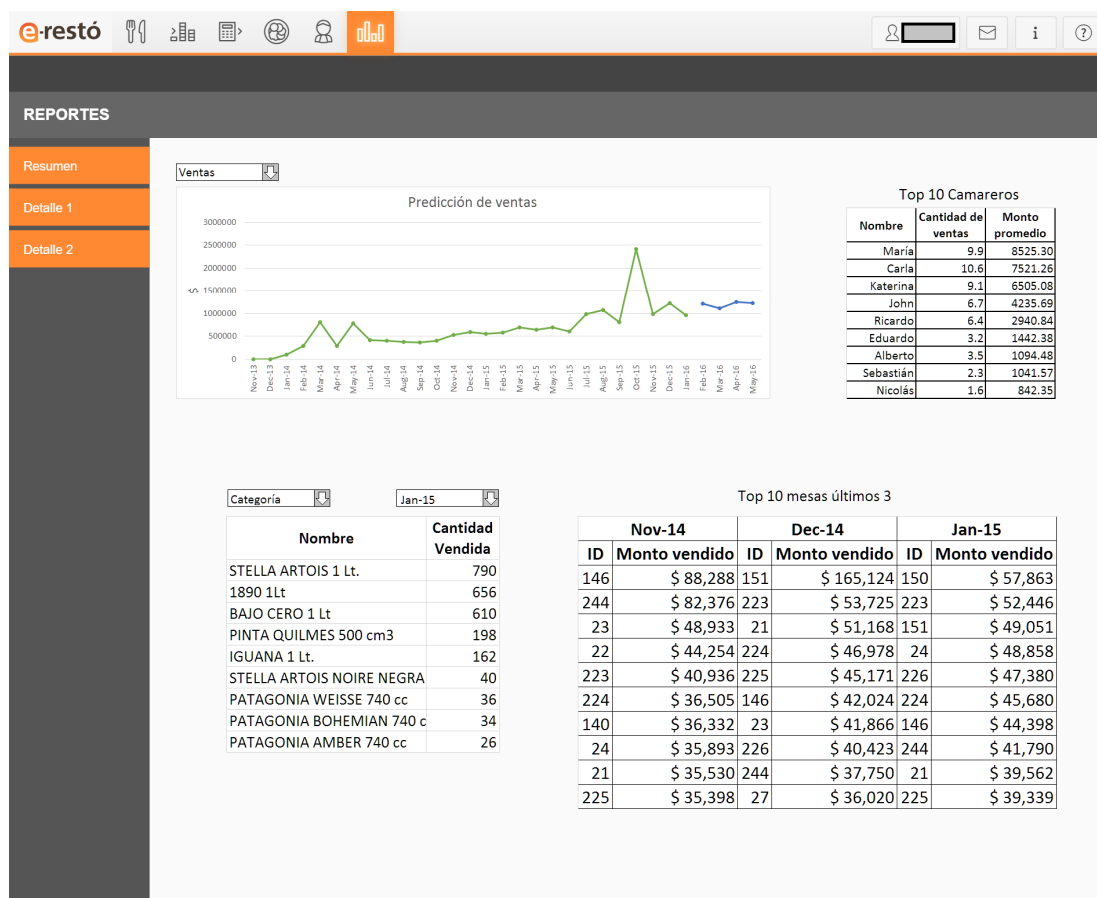 e-restó
i
?
REPORTES
Resumen
Detalle 1
Detalle 2
Ventas
Predicción de ventas
3000000
2500000
2000000
1500000
1000000
500000
0
$
Nov-13 Dec-13 Jan-14 Feb-14 Mar-14 Apr-14 May-14 Jun-14 Jul-14 Aug-14 Sep-14 Oct-14 Nov-14 Dec-14 Jan-15 Feb-15 Mar-15 Apr-15 May-15 Jun-15 Jul-15 Aug-15 Sep-15 Oct-15 Nov-15 Dec-15 Jan-16 Feb-16 Mar-16 Apr-16 May-16
Top 10 Camareros
Nombre Cantidad de ventas Monto promedio
María 9.9 8525.30
Carla 10.6 7521.26
Katerina 9.1 6505.08
John 6.7 4235.69
Ricardo 6.4 2940.84
Eduardo 3.2 1442.38
Alberto 3.5 1094.48
Sebastián 2.3 1041.57
Nicolás 1.6 842.35
Categoría Jan-15
Nombre Cantidad Vendida
STELLA ARTOIS 1 Lt. 790
1890 1Lt 656
BAJO CERO 1 Lt 610
PINTA QUILMES 500 cm3 198
IGUANA 1 Lt. 162
STELLA ARTOIS NOIRE NEGRA 40
PATAGONIA WEISSE 740 cc 36
PATAGONIA BOHEMIAN 740 c 34
PATAGONIA AMBER 740 cc 26
Top 10 mesas últimos 3
Nov-14 Dec-14 Jan-15
ID Monto vendido ID Monto vendido ID Monto vendido
146 $ 88,288 151 $ 165,124 150 $ 57,863
244 $ 82,376 223 $ 53,725 223 $ 52,446
23 $ 48,933 21 $ 51,168 151 $ 49,051
22 $ 44,254 224 $ 46,978 24 $ 48,858
223 $ 40,936 225 $ 45,171 226 $ 47,380
224 $ 36,505 146 $ 42,024 224 $ 45,680
140 $ 36,332 23 $ 41,866 146 $ 44,398
24 $ 35,893 226 $ 40,423 244 $ 41,790
21 $ 35,530 244 $ 37,750 21 $ 39,562
225 $ 35,398 27 $ 36,020 225 $ 39,339